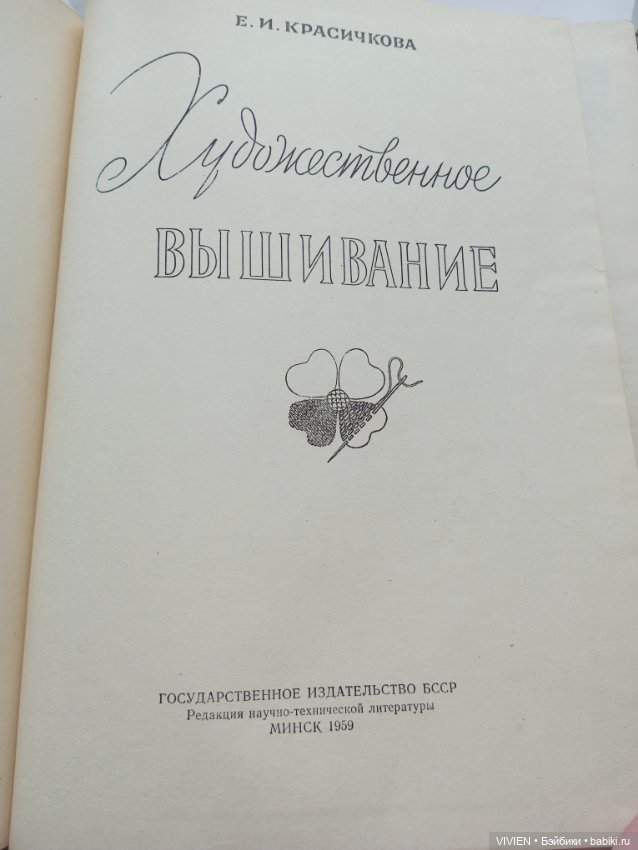 Е. И. КРАСИЧКОВА
Художественное
ВЫШИВАНИЕ
ГОСУДАРСТВЕННОЕ ИЗДАТЕЛЬСТВО БССР
Редакция научно-технической литературы
МИНСК 1959
VIVIEN • Бэйбики • babiki.ru